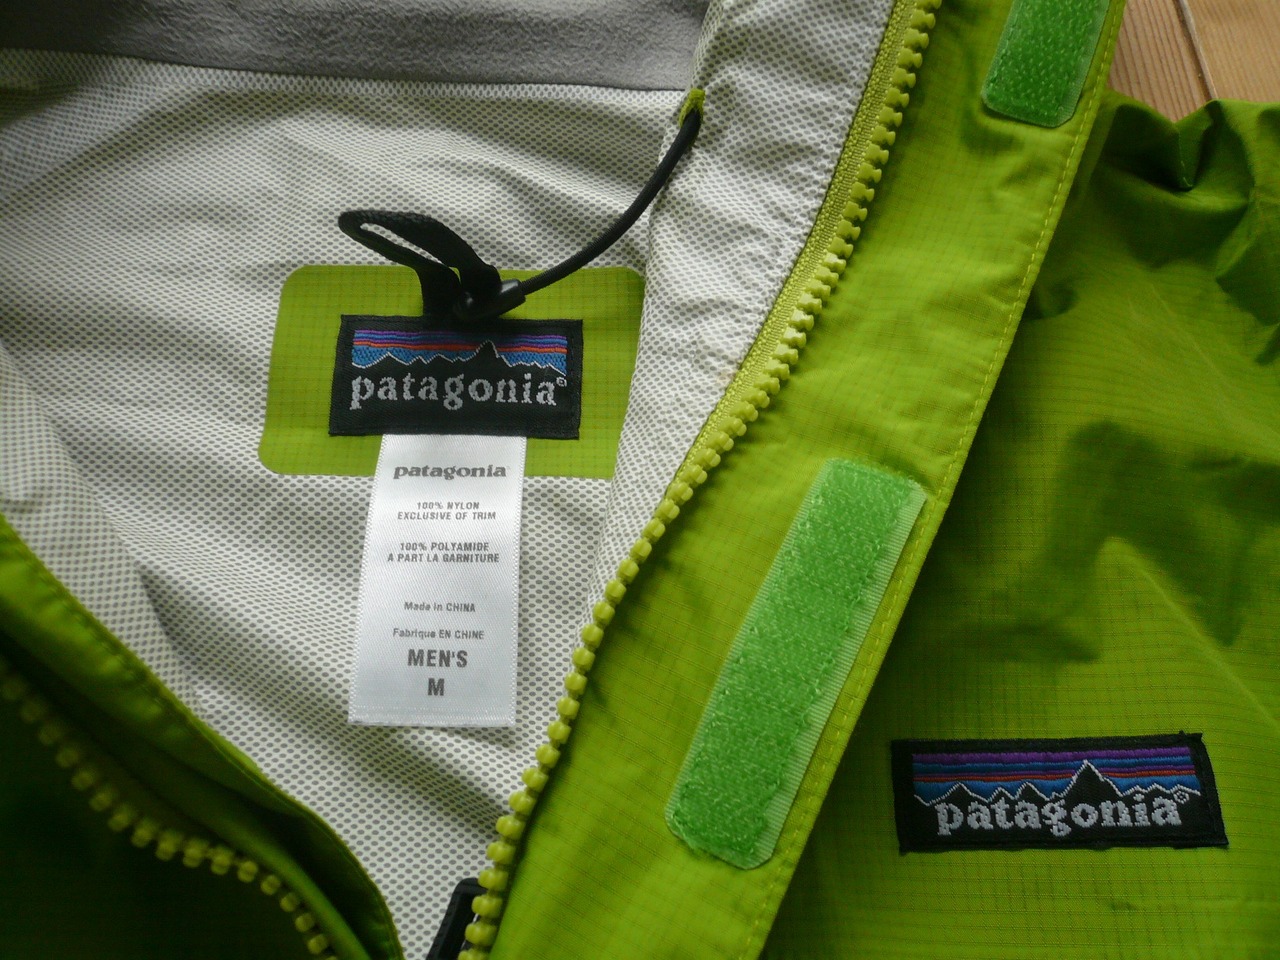 patagonia®
patagonia®
100% NYLON
EXCLUSIVE OF TRIM
100% POLYAMIDE
A PART LA GARNITURE
Made in CHINA
Fabriqué EN CHINE
MEN'S
M
patagonia®